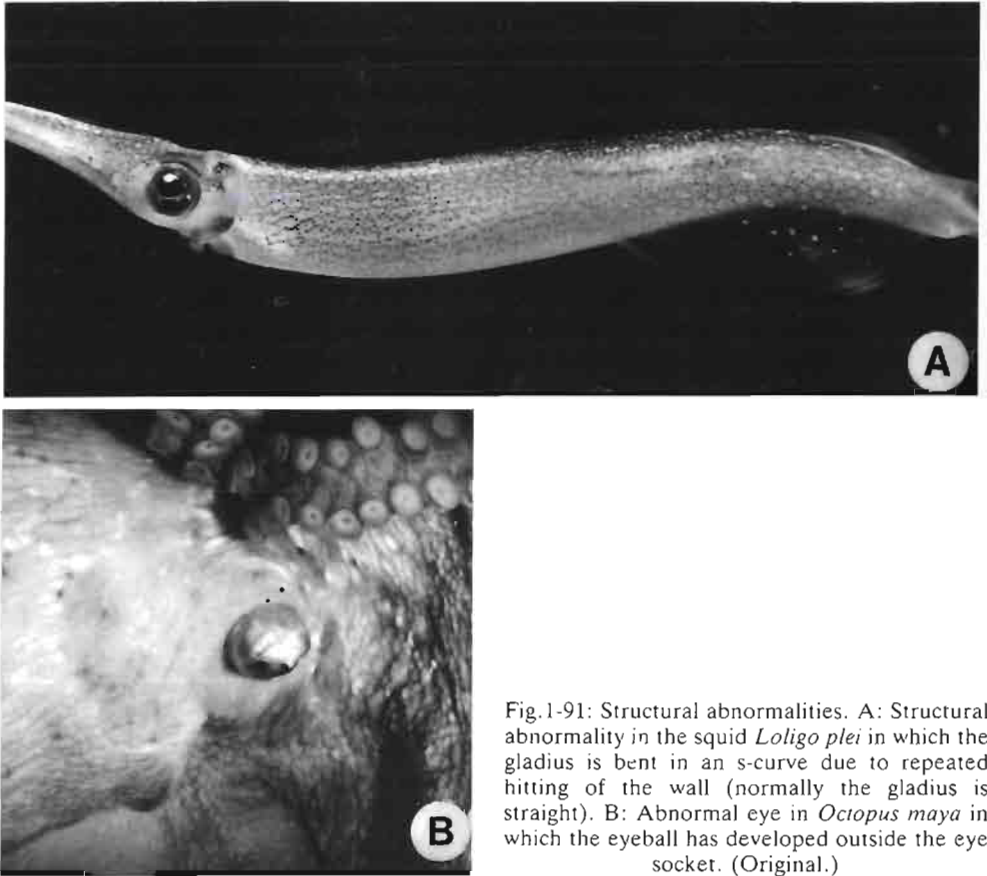 A
B
Fig.1-91: Structural abnormalities. A: Structural
abnormality in the squid Loligo plei in which the
gladius is bent in an s-curve due to repeated
hitting of the wall (normally the gladius is
straight). B: Abnormal eye in Octopus maya in
which the eyeball has developed outside the eye
socket. (Original.)